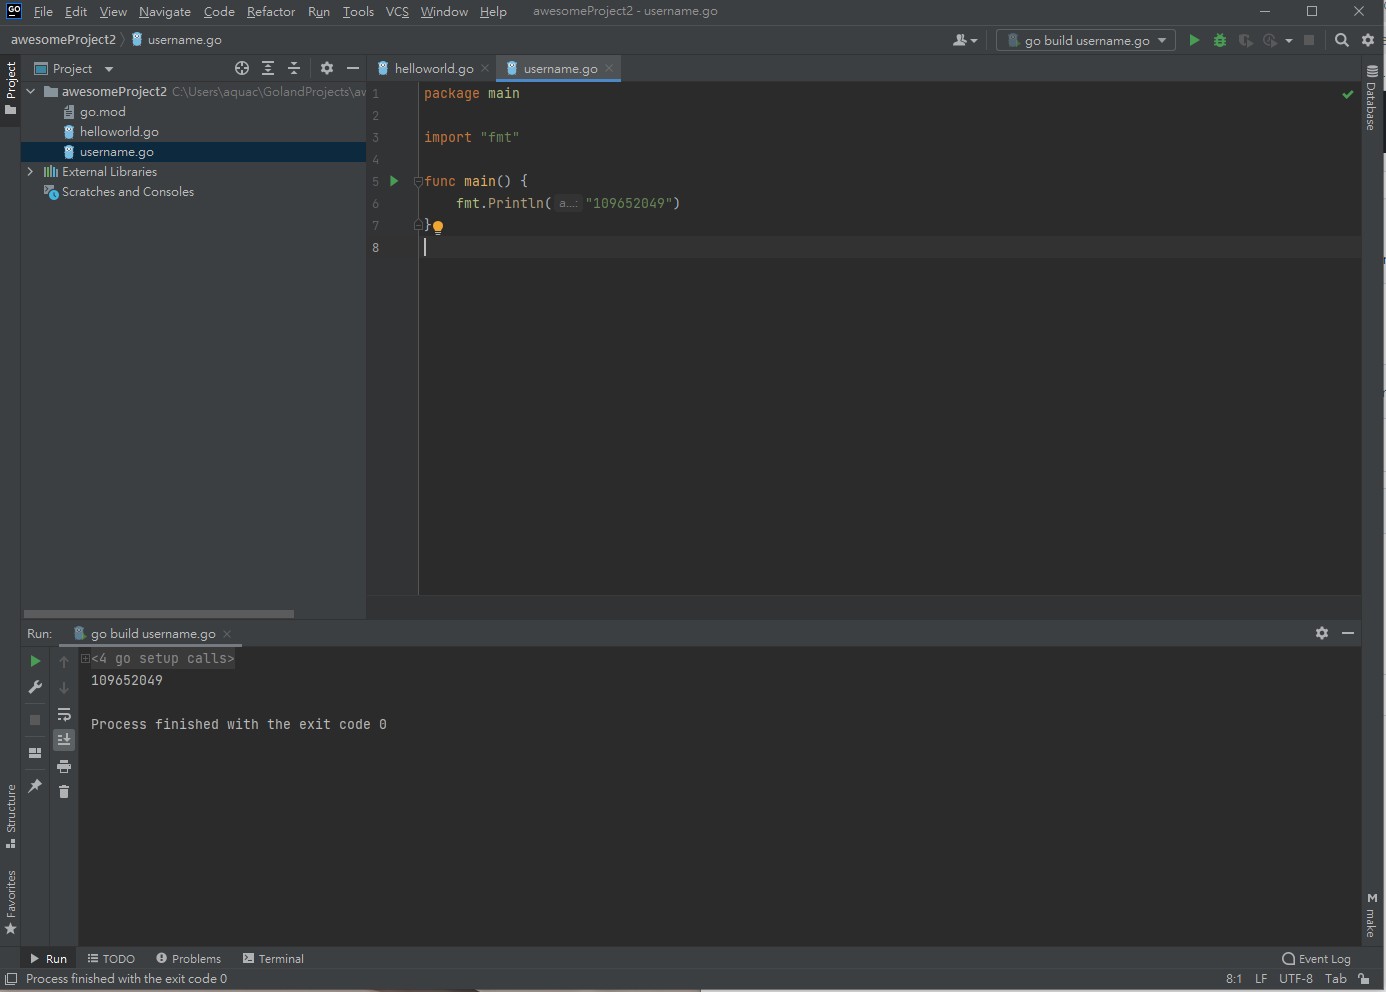 GO File Edit View Navigate Code Refactor Run Tools VCS Window Help awesomeProject2 - username.go
awesomeProject2 username.go
go build username.go
Project
Project
helloworld.go
username.go
awesomeProject2 C:\Users\aquac\GolandProjects\aw
go.mod
helloworld.go
username.go
External Libraries
Scratches and Consoles
1 package main
2
3 import "fmt"
4
5 func main() {
6 fmt.Println( a...: "109652049")
7 }
8
Database
Run: go build username.go
<4 go setup calls>
109652049
Process finished with the exit code 0
Structure
Favorites
make
Run TODO Problems Terminal Event Log
Process finished with the exit code 0 8:1 LF UTF-8 Tab